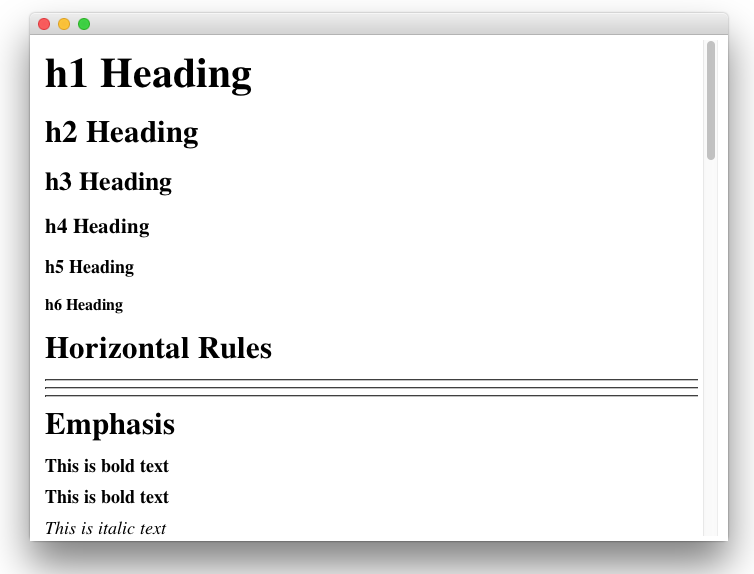 h1 Heading
h2 Heading
h3 Heading
h4 Heading
h5 Heading
h6 Heading
Horizontal Rules
Emphasis
This is bold text
This is bold text
This is italic text